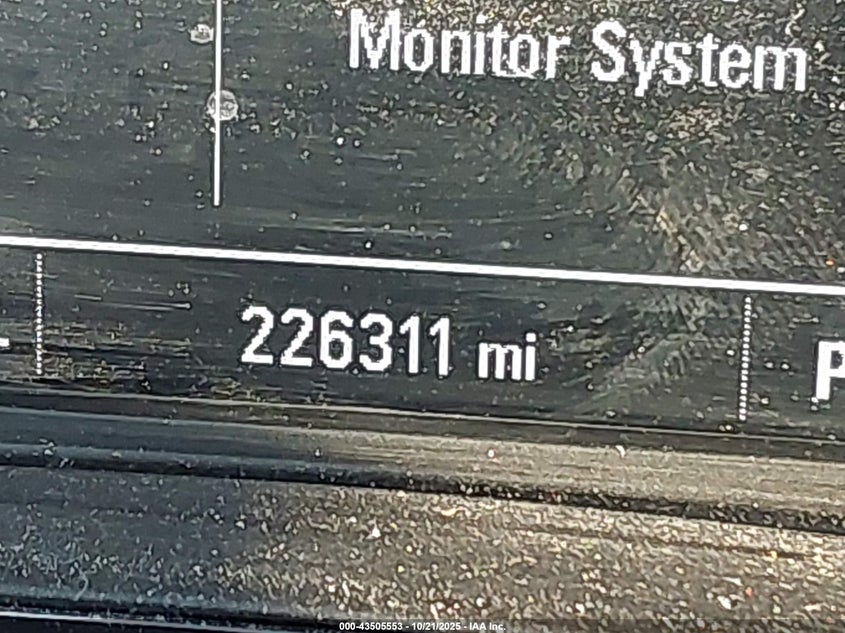 Monitor System
226311 mi
P
000-43505553 - 10/21/2025 - IAA Inc.